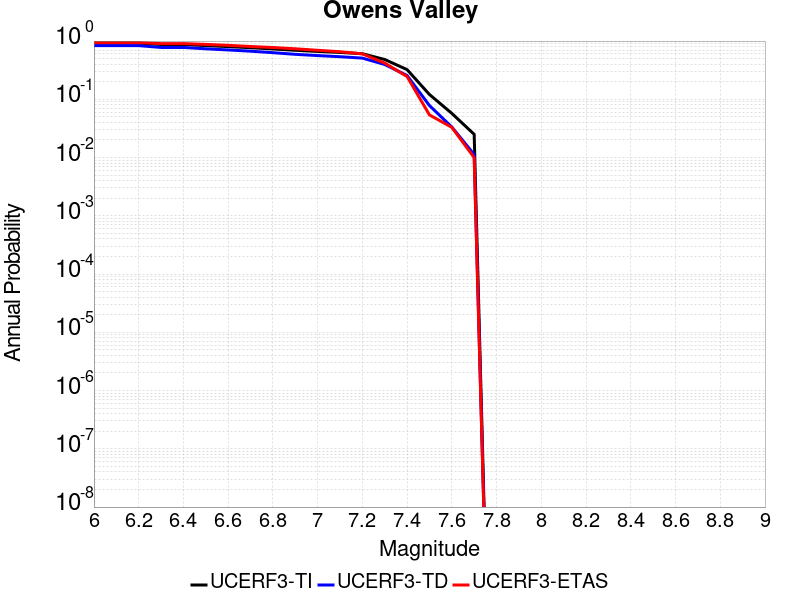 Owens Valley
Annual Probability
10^0
10^-1
10^-2
10^-3
10^-4
10^-5
10^-6
10^-7
10^-8
6 6.2 6.4 6.6 6.8 7 7.2 7.4 7.6 7.8 8 8.2 8.4 8.6 8.8 9
Magnitude
UCERF3-TI UCERF3-TD UCERF3-ETAS